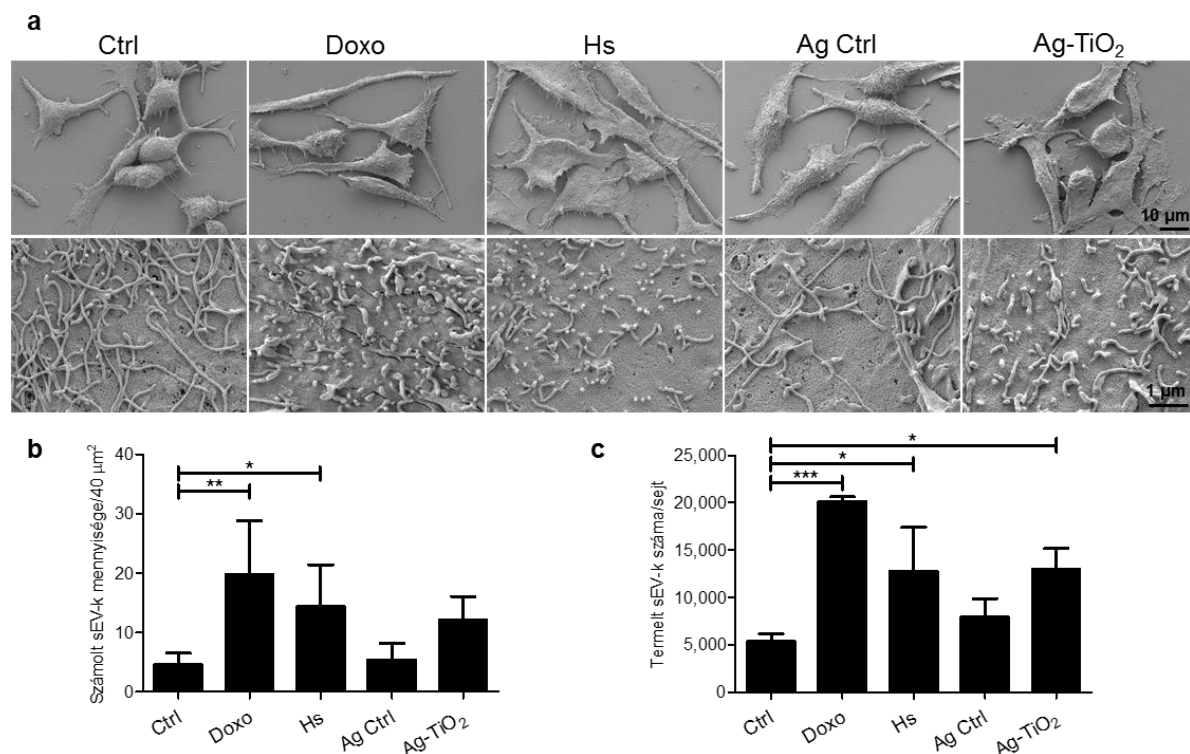 a
Ctrl
Doxo
Hs
Ag Ctrl
Ag-TiO₂
10 µm
1 µm
b
Számolt sEV-k mennyisége/40 µm²
40
30
20
10
0
*
**
Ctrl
Doxo
Hs
Ag Ctrl
Ag-TiO₂
c
Termelt sEV-k száma/sejt
25,000
20,000
15,000
10,000
5,000
0
*
*
***
Ctrl
Doxo
Hs
Ag Ctrl
Ag-TiO₂